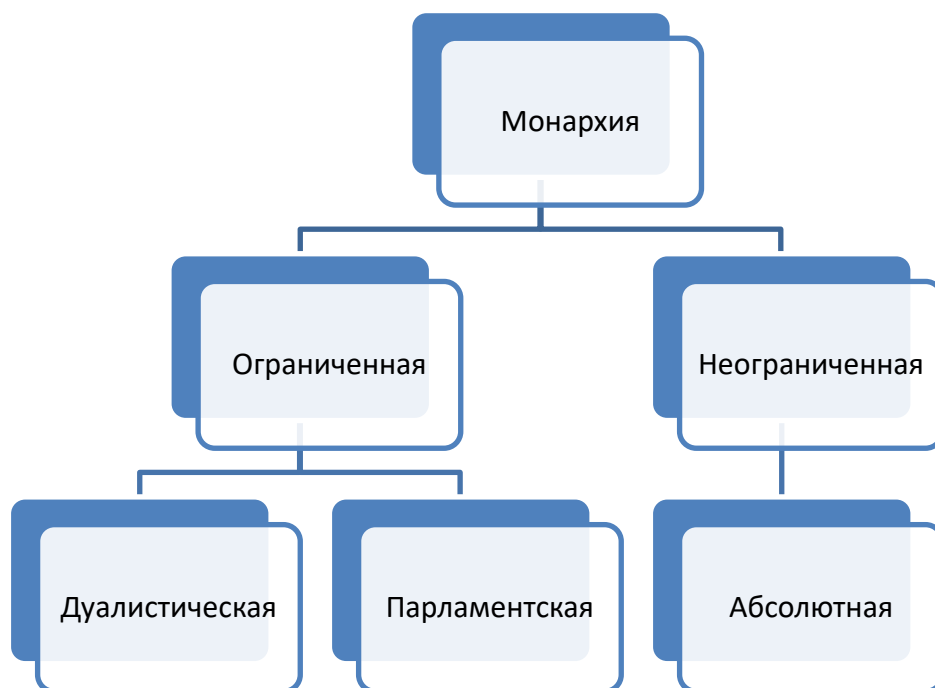 Монархия
Ограниченная
Неограниченная
Дуалистическая
Парламентская
Абсолютная